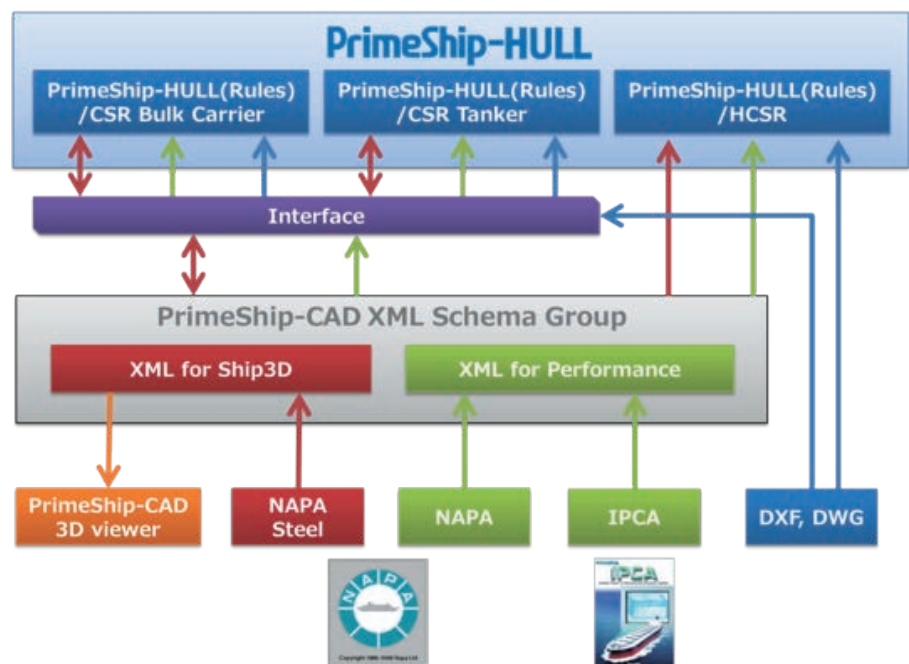 PrimeShip-HULL
PrimeShip-HULL(Rules)
/CSR Bulk Carrier
PrimeShip-HULL(Rules)
/CSR Tanker
PrimeShip-HULL(Rules)
/HCSR
Interface
PrimeShip-CAD XML Schema Group
XML for Ship3D
XML for Performance
PrimeShip-CAD
3D viewer
NAPA
Steel
NAPA
IPCA
DXF, DWG
NAPA
IPCA